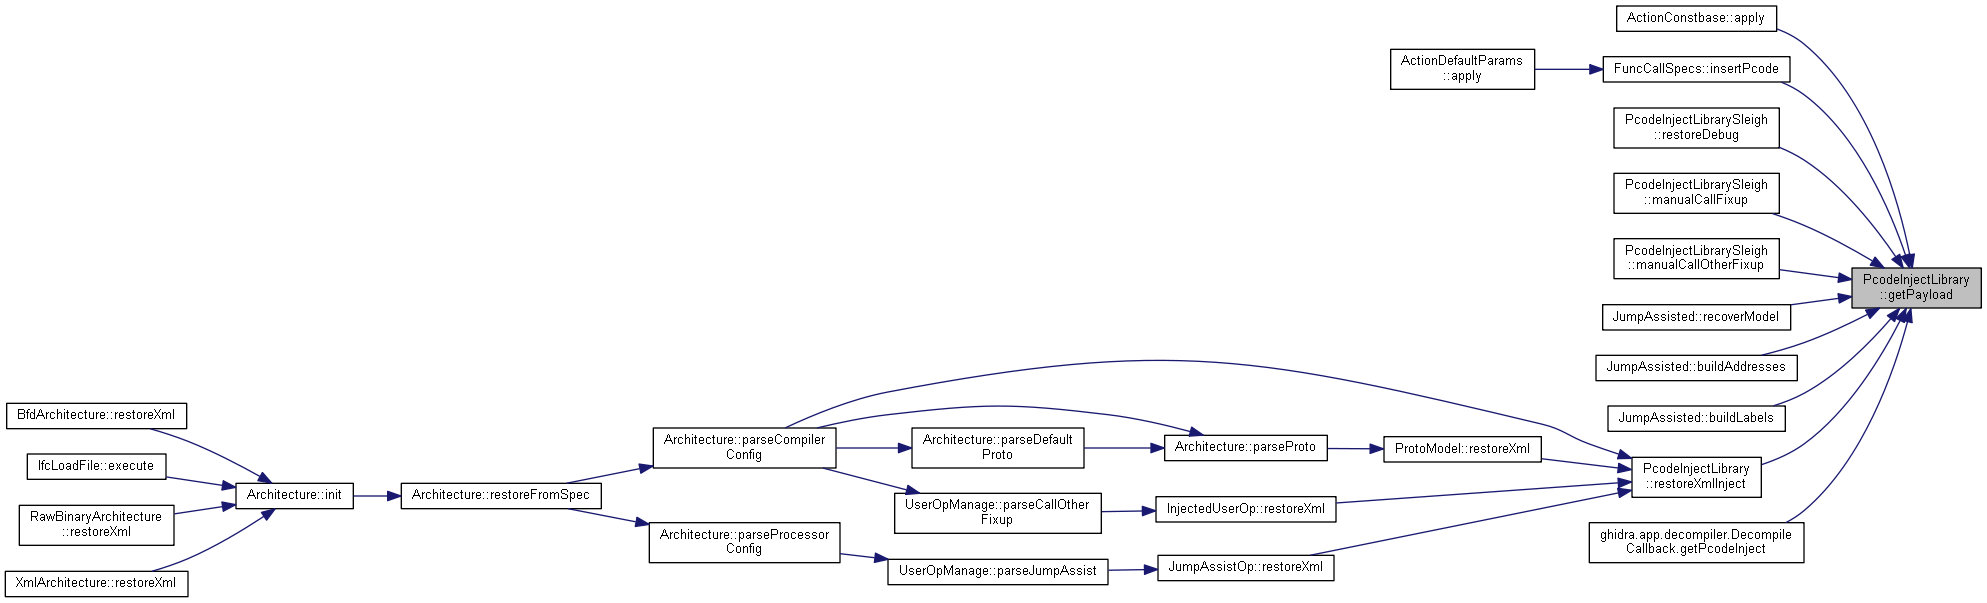 ActionConstbase::apply
ActionDefaultParams
::apply
FuncCallSpecs::insertPcode
PcodeInjectLibrarySleigh
::restoreDebug
PcodeInjectLibrarySleigh
::manualCallFixup
PcodeInjectLibrarySleigh
::manualCallOtherFixup
PcodeInjectLibrary
::getPayload
JumpAssisted::recoverModel
JumpAssisted::buildAddresses
JumpAssisted::buildLabels
BfdArchitecture::restoreXml
IfcLoadFile::execute
RawBinaryArchitecture
::restoreXml
XmlArchitecture::restoreXml
Architecture::init
Architecture::restoreFromSpec
Architecture::parseCompiler
Config
Architecture::parseProcessor
Config
Architecture::parseDefault
Proto
UserOpManage::parseCallOther
Fixup
UserOpManage::parseJumpAssist
Architecture::parseProto
InjectedUserOp::restoreXml
JumpAssistOp::restoreXml
ProtoModel::restoreXml
PcodeInjectLibrary
::restoreXmlInject
ghidra.app.decompiler.Decompile
Callback.getPcodeInject